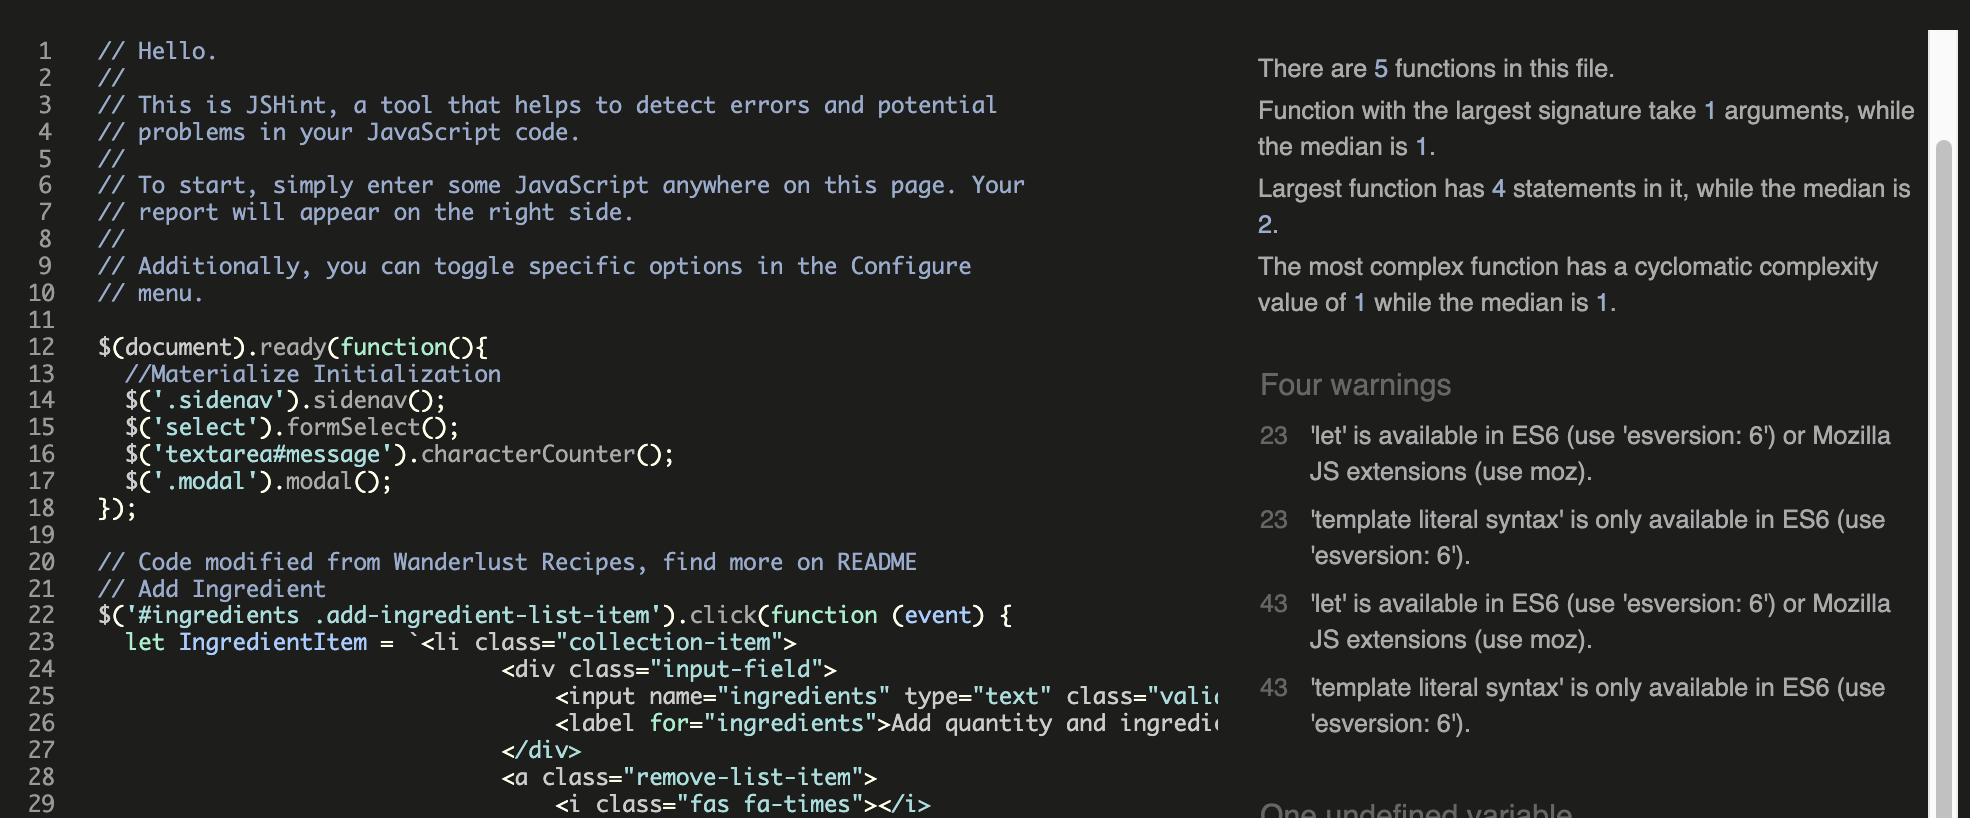 1 // Hello.
2 //
3 // This is JSHint, a tool that helps to detect errors and potential
4 // problems in your JavaScript code.
5 //
6 // To start, simply enter some JavaScript anywhere on this page. Your
7 // report will appear on the right side.
8 //
9 // Additionally, you can toggle specific options in the Configure
10 // menu.
11
12 $(document).ready(function(){
13   //Materialize Initialization
14   $('.sidenav').sidenav();
15   $('select').formSelect();
16   $('textarea#message').characterCounter();
17   $('.modal').modal();
18 });
19
20 // Code modified from Wanderlust Recipes, find more on README
21 // Add Ingredient
22 $('#ingredients .add-ingredient-list-item').click(function (event) {
23   let IngredientItem = `<li class="collection-item">
24                               <div class="input-field">
25                                   <input name="ingredients" type="text" class="vali
26                                   <label for="ingredients">Add quantity and ingredi
27                               </div>
28                               <a class="remove-list-item">
29                                   <i class="fas fa-times"></i>
There are 5 functions in this file.
Function with the largest signature take 1 arguments, while
the median is 1.
Largest function has 4 statements in it, while the median is
2.
The most complex function has a cyclomatic complexity
value of 1 while the median is 1.
Four warnings
23 'let' is available in ES6 (use 'esversion: 6') or Mozilla
JS extensions (use moz).
23 'template literal syntax' is only available in ES6 (use
'esversion: 6').
43 'let' is available in ES6 (use 'esversion: 6') or Mozilla
JS extensions (use moz).
43 'template literal syntax' is only available in ES6 (use
'esversion: 6').
One undefined variable